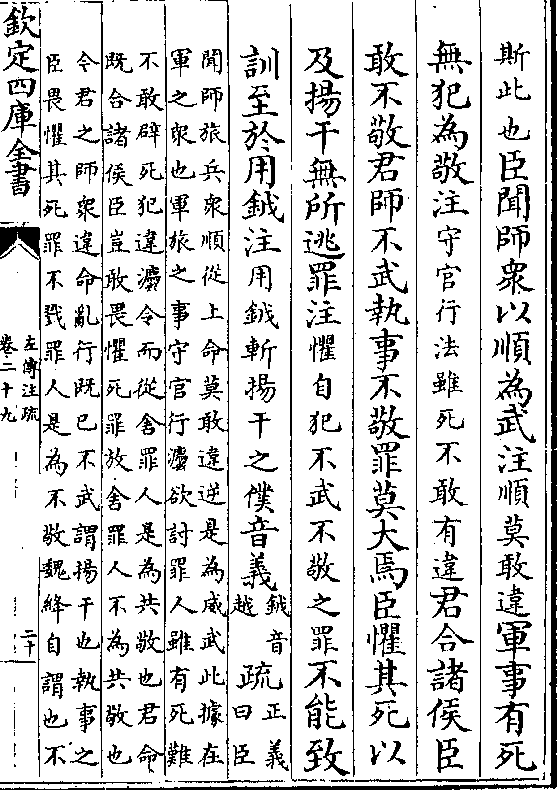 斯此也臣聞師衆以順為武注順莫敢違軍事有死
無犯為敬注守官行法雖死不敢有違君合諸侯臣
敢不敬君師不武執事不敬罪莫大焉臣懼其死以
及揚干無所逃罪注懼自犯不武不敬之罪不能致
訓至於用鉞注用鉞斬揚干之僕音義鉞音越疏正義曰臣
聞師旅兵衆順從上命莫敢違逆是為威武此據在
軍之衆也軍旅之事守官行灋欲討罪人雖有死難
不敢辟死犯違灋令而從舍罪人是為共敬也君命
既合諸侯臣豈敢畏懼死罪放舍罪人不為共敬也
令君之師衆違命亂行既已不武謂揚干也執事之
臣畏懼其死罪不戮罪人是為不敬魏絳自謂也不
欽定四庫全書
左傳注疏
卷二十九
二十